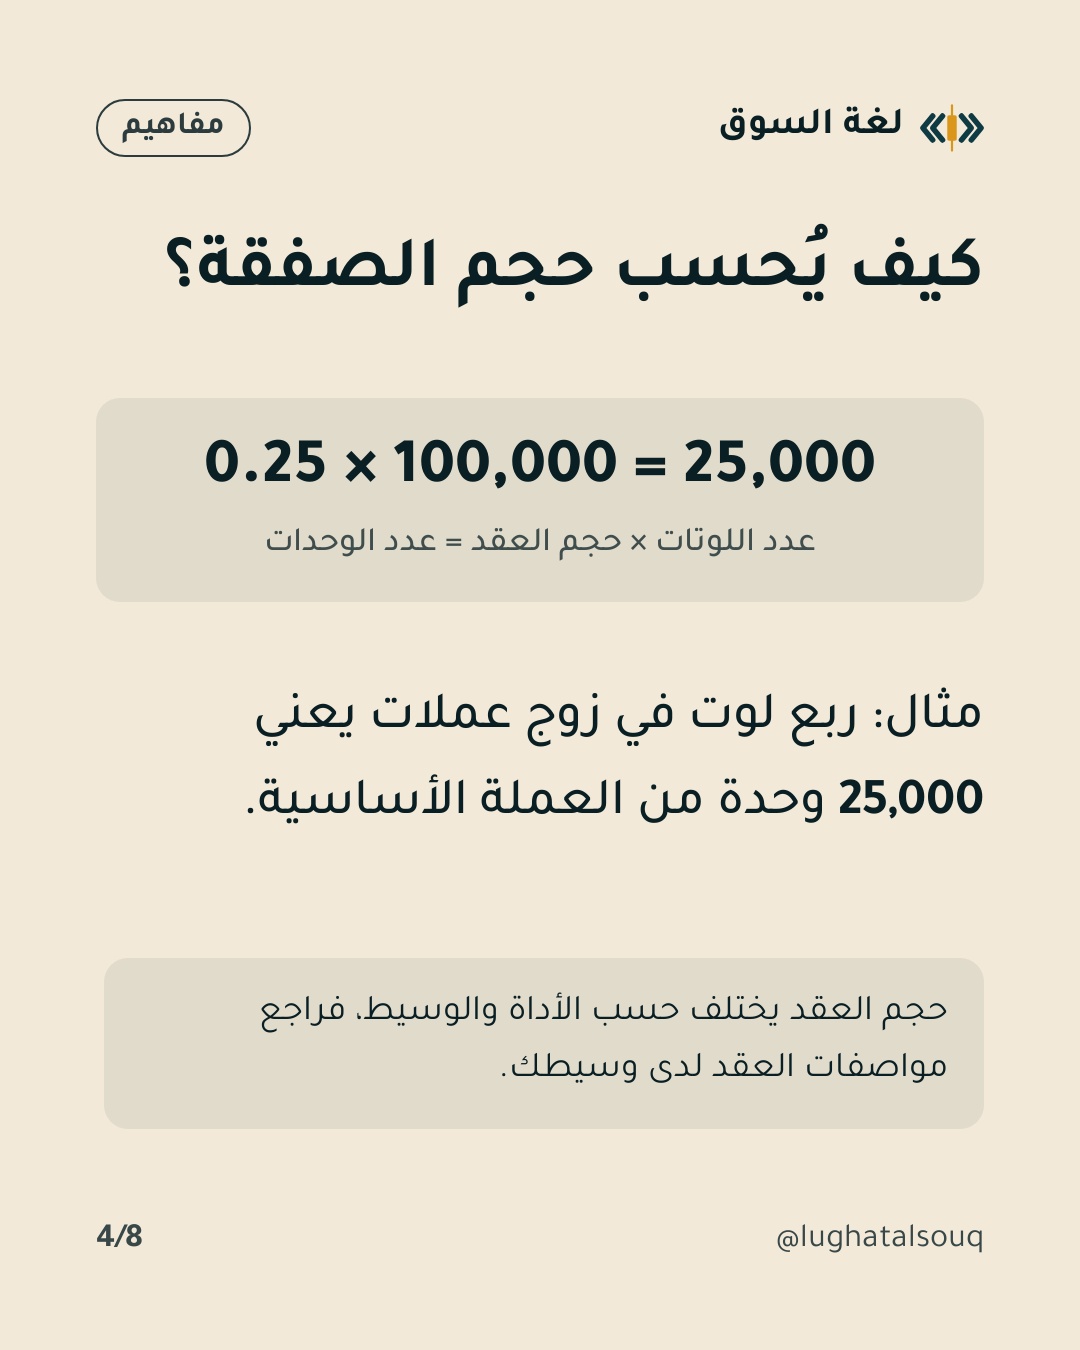 لغة السوق
مفاهيم
كيف يُحسب حجم الصفقة؟
0.25 × 100,000 = 25,000
عدد اللوتات × حجم العقد = عدد الوحدات
مثال: ربع لوت في زوج عملات يعني
25,000 وحدة من العملة الأساسية.
حجم العقد يختلف حسب الأداة والوسيط، فراجع
مواصفات العقد لدى وسيطك.
@lughatalsouq
4/8